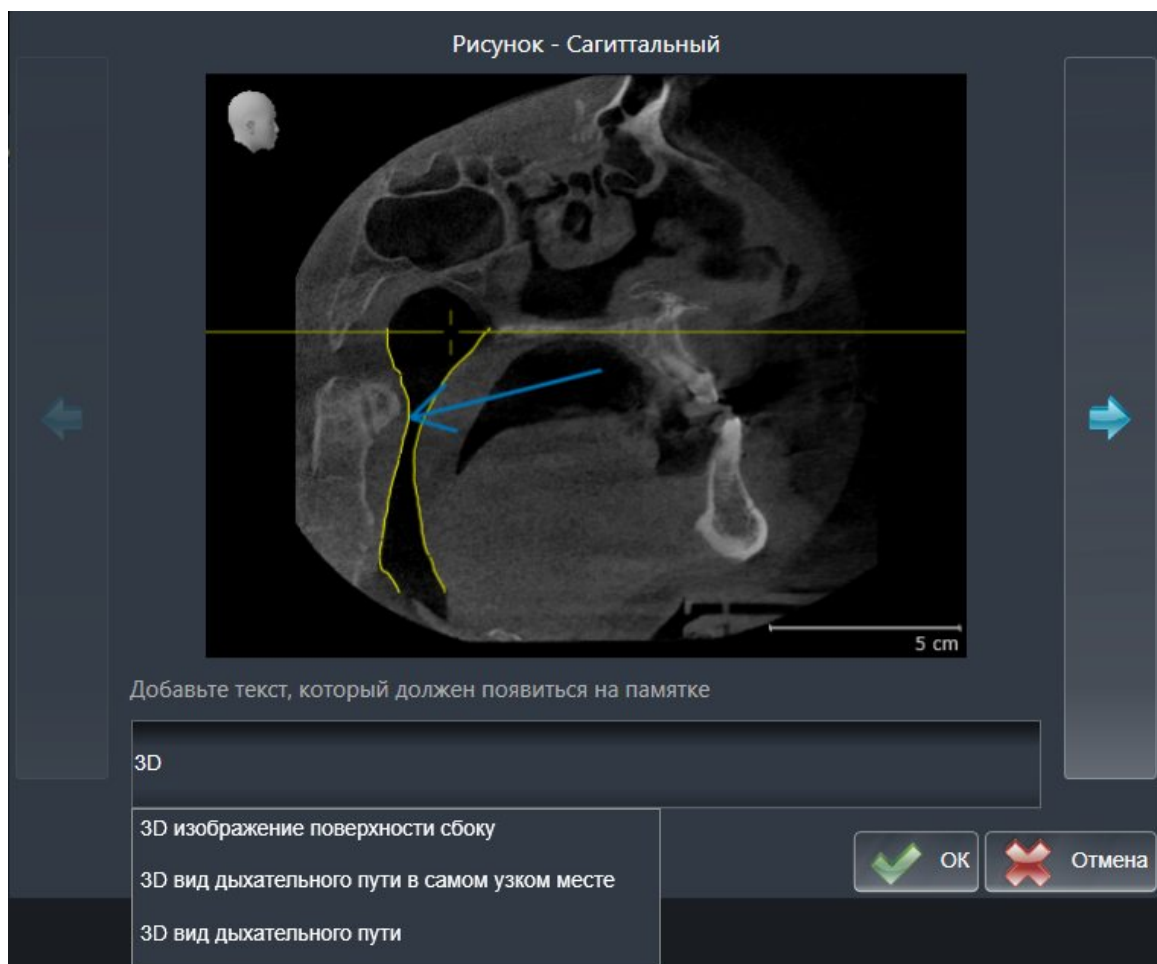 Рисунок - Сагиттальный
5 cm
Добавьте текст, который должен появиться на памятке
3D
3D изображение поверхности сбоку
3D вид дыхательного пути в самом узком месте
3D вид дыхательного пути
ОК
Отмена